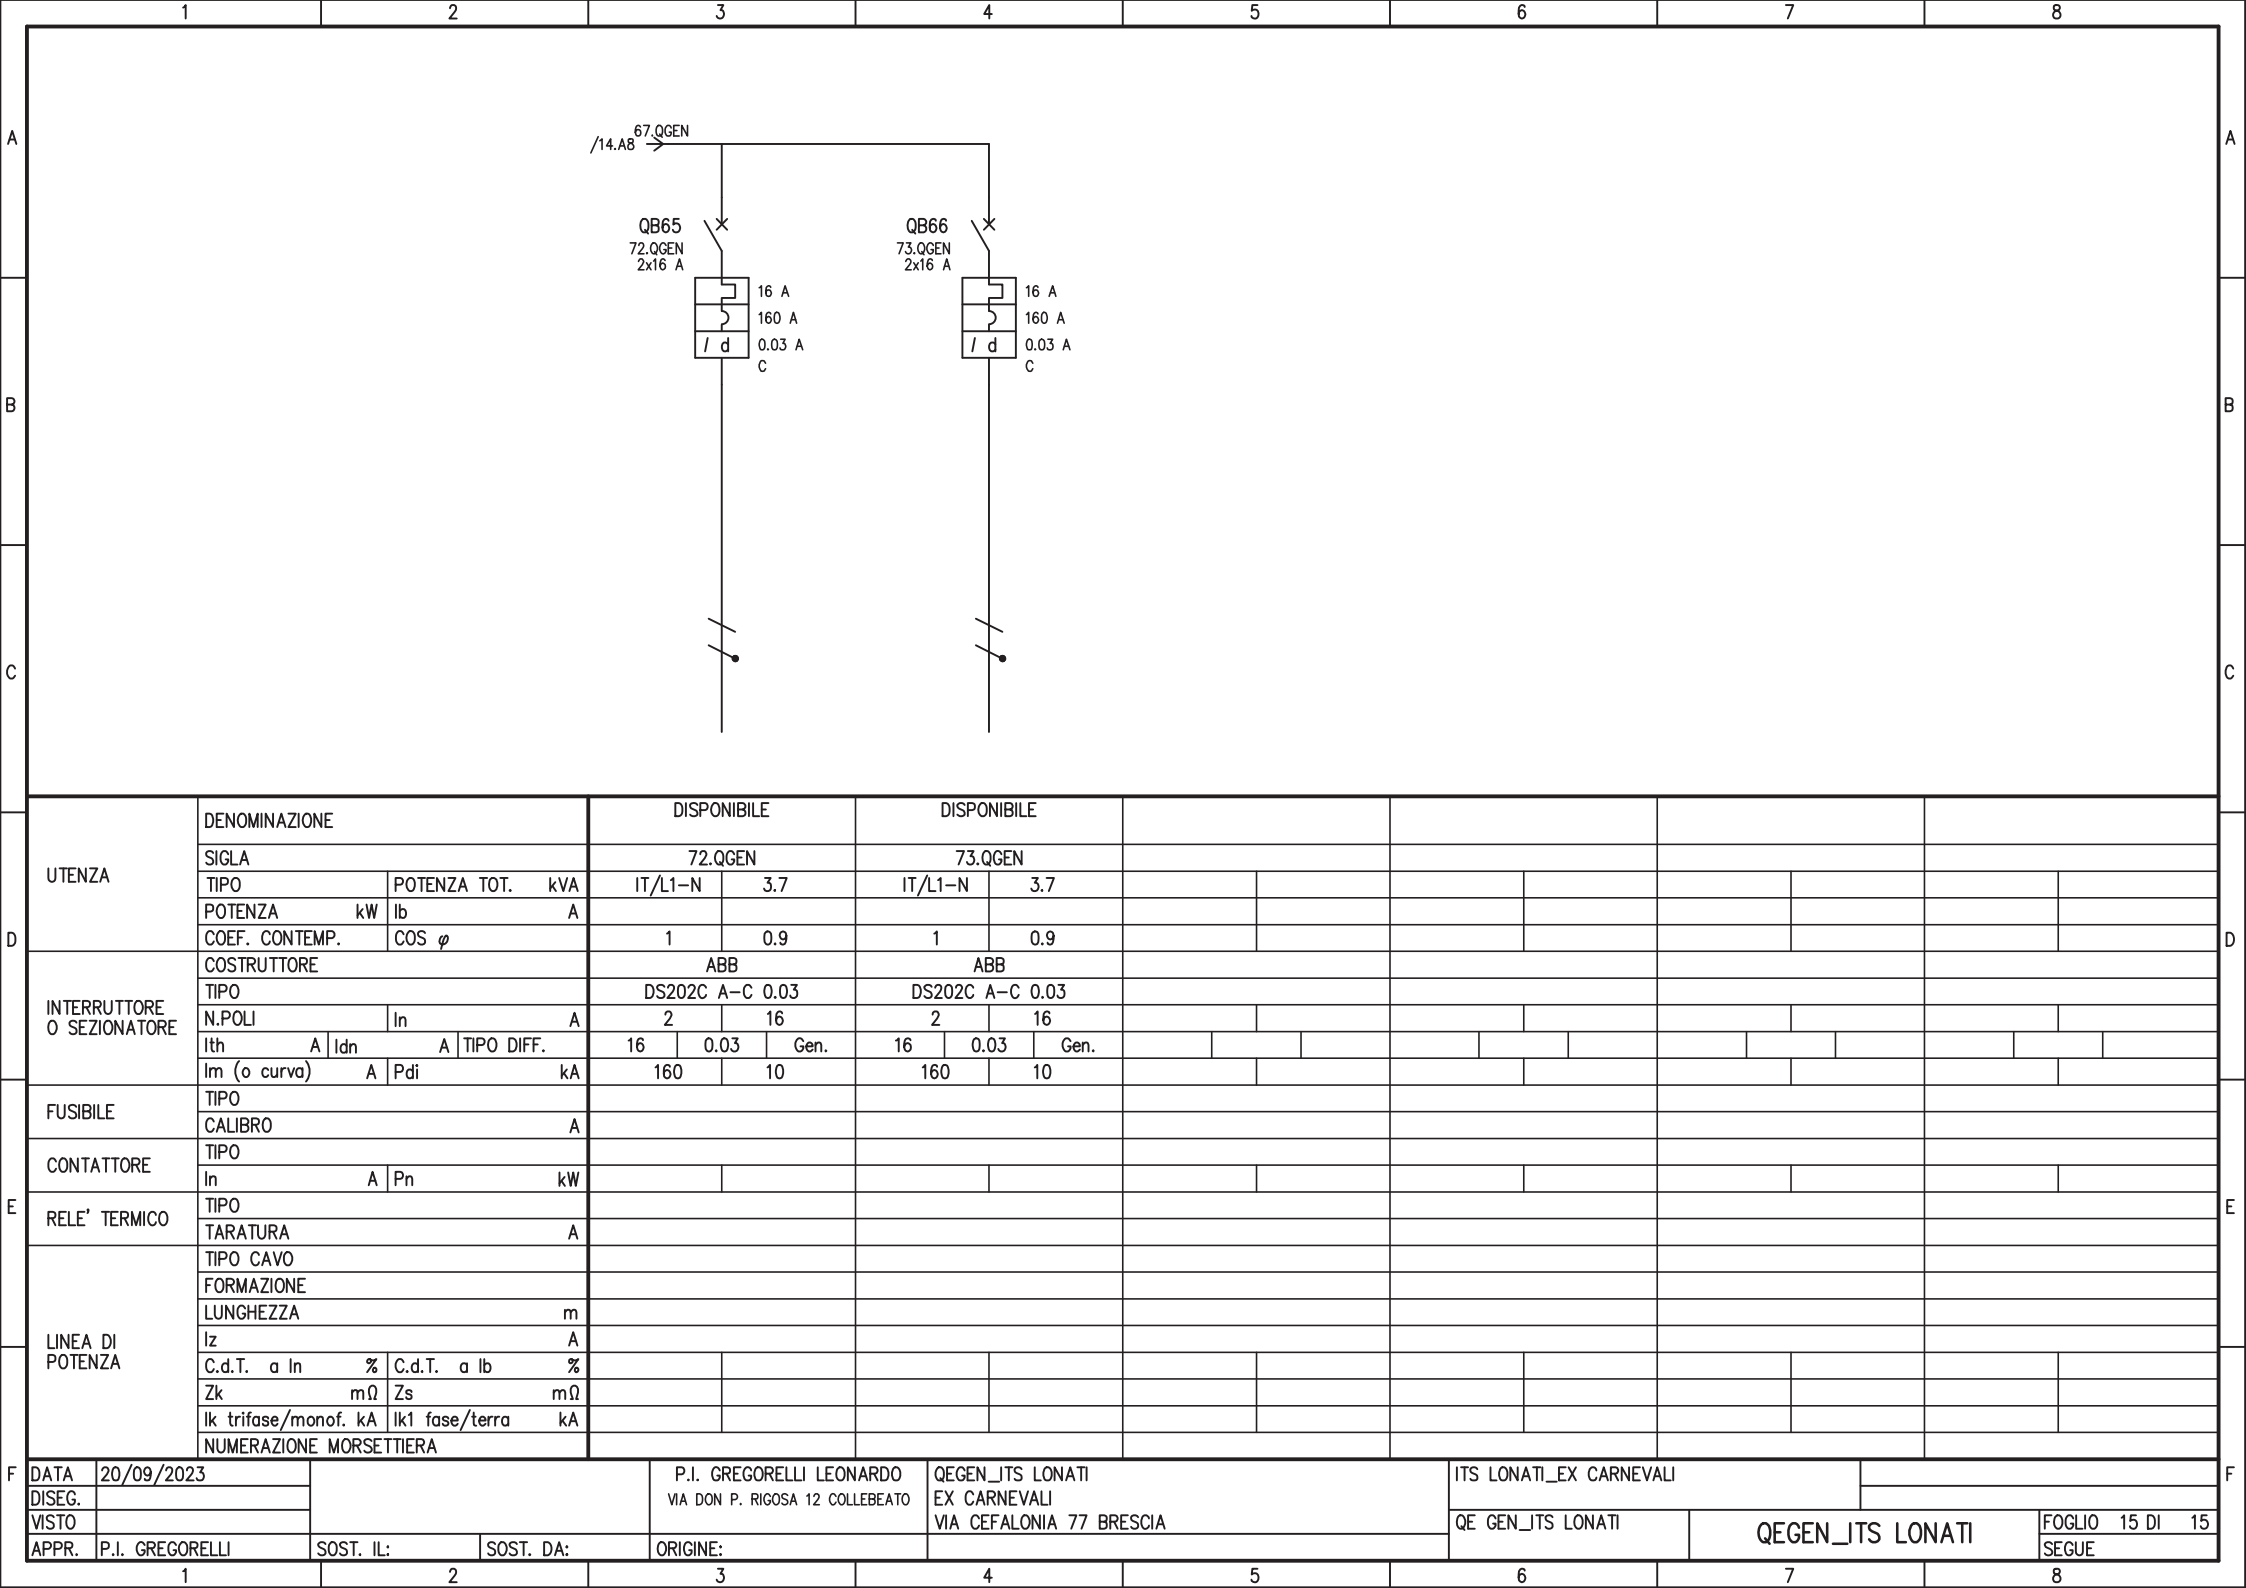 1 2 3 4 5 6 7 8
67.QGEN
A /14.A8 A
QB65 QB66
72.QGEN 73.QGEN
2x16 A 2x16 A
16 A 16 A
160 A 160 A
I d 0.03 A I d 0.03 A
C C
B B
C C
DENOMINAZIONE DISPONIBILE DISPONIBILE
SIGLA 72.QGEN 73.QGEN
UTENZA
TIPO POTENZA TOT. kVA IT/L1-N 3.7 IT/L1-N 3.7
POTENZA kW Ib A
D COEF. CONTEMP. COS φ 1 0.9 1 0.9 D
COSTRUTTORE ABB ABB
TIPO DS202C A-C 0.03 DS202C A-C 0.03
INTERRUTTORE
O SEZIONATORE
N.POLI In A 2 16 2 16
Ith A Idn A TIPO DIFF. 16 0.03 Gen. 16 0.03 Gen.
Im (o curva) A Pdi kA 160 10 160 10
FUSIBILE
TIPO
CALIBRO A
CONTATTORE
TIPO
In A Pn kW
E E
RELE' TERMICO
TIPO
TARATURA A
TIPO CAVO
FORMAZIONE
LUNGHEZZA m
Iz A
LINEA DI
POTENZA
C.d.T. a In % C.d.T. a Ib %
Zk mΩ Zs mΩ
Ik trifase/monof. kA Ik1 fase/terra kA
NUMERAZIONE MORSETTIERA
F DATA 20/09/2023 P.I. GREGORELLI LEONARDO QEGEN_ITS LONATI ITS LONATI_EX CARNEVALI F
DISEG. VIA DON P. RIGOSA 12 COLLEBEATO EX CARNEVALI
VISTO VIA CEFALONIA 77 BRESCIA QE GEN_ITS LONATI QEGEN_ITS LONATI FOGLIO 15 DI 15
APPR. P.I. GREGORELLI SOST. IL: SOST. DA: ORIGINE: SEGUE
1 2 3 4 5 6 7 8